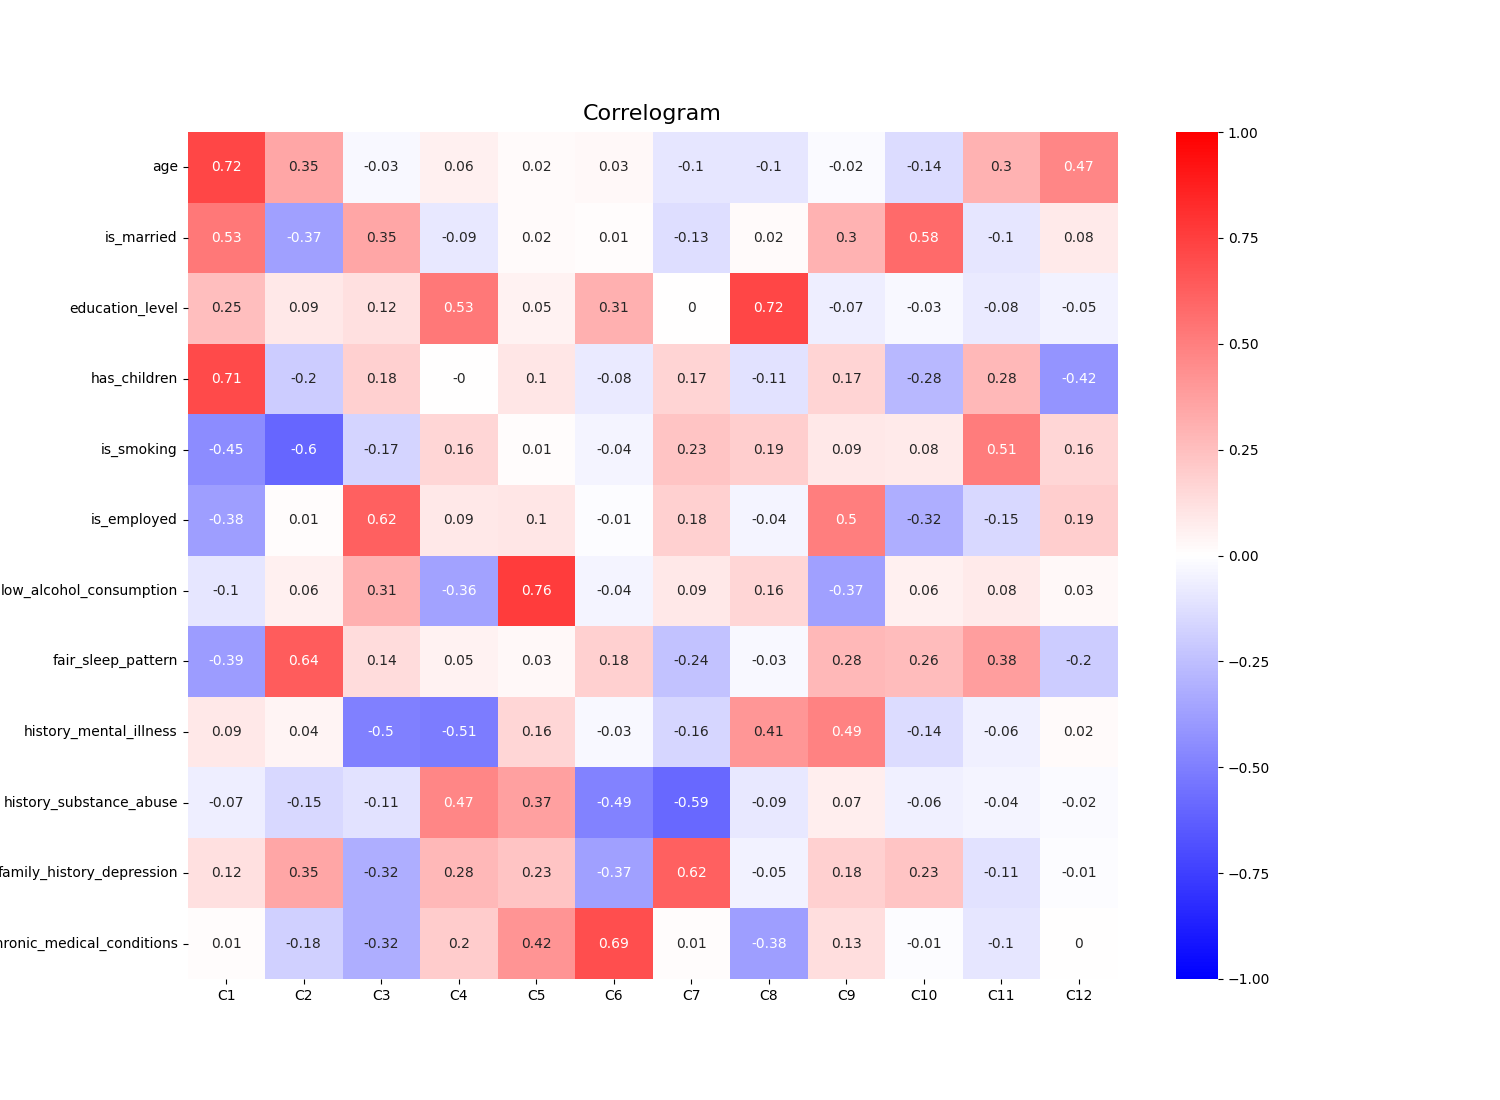 Correlogram
age 0.72 0.35 -0.03 0.06 0.02 0.03 -0.1 -0.1 -0.02 -0.14 0.3 0.47
is_married 0.53 -0.37 0.35 -0.09 0.02 0.01 -0.13 0.02 0.3 0.58 -0.1 0.08
education_level 0.25 0.09 0.12 0.53 0.05 0.31 0 0.72 -0.07 -0.03 -0.08 -0.05
has_children 0.71 -0.2 0.18 -0 0.1 -0.08 0.17 -0.11 0.17 -0.28 0.28 -0.42
is_smoking -0.45 -0.6 -0.17 0.16 0.01 -0.04 0.23 0.19 0.09 0.08 0.51 0.16
is_employed -0.38 0.01 0.62 0.09 0.1 -0.01 0.18 -0.04 0.5 -0.32 -0.15 0.19
low_alcohol_consumption -0.1 0.06 0.31 -0.36 0.76 -0.04 0.09 0.16 -0.37 0.06 0.08 0.03
fair_sleep_pattern -0.39 0.64 0.14 0.05 0.03 0.18 -0.24 -0.03 0.28 0.26 0.38 -0.2
history_mental_illness 0.09 0.04 -0.5 -0.51 0.16 -0.03 -0.16 0.41 0.49 -0.14 -0.06 0.02
history_substance_abuse -0.07 -0.15 -0.11 0.47 0.37 -0.49 -0.59 -0.09 0.07 -0.06 -0.04 -0.02
family_history_depression 0.12 0.35 -0.32 0.28 0.23 -0.37 0.62 -0.05 0.18 0.23 -0.11 -0.01
hronic_medical_conditions 0.01 -0.18 -0.32 0.2 0.42 0.69 0.01 -0.38 0.13 -0.01 -0.1 0
C1 C2 C3 C4 C5 C6 C7 C8 C9 C10 C11 C12
1.00
0.75
0.50
0.25
0.00
−0.25
−0.50
−0.75
−1.00